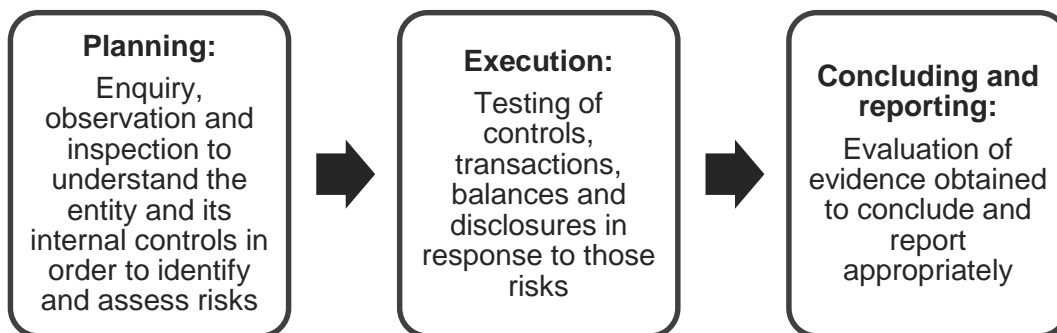 Planning:
Enquiry,
observation and
inspection to
understand the
entity and its
internal controls in
order to identify
and assess risks
Execution:
Testing of
controls,
transactions,
balances and
disclosures in
response to those
risks
Concluding and
reporting:
Evaluation of
evidence obtained
to conclude and
report
appropriately